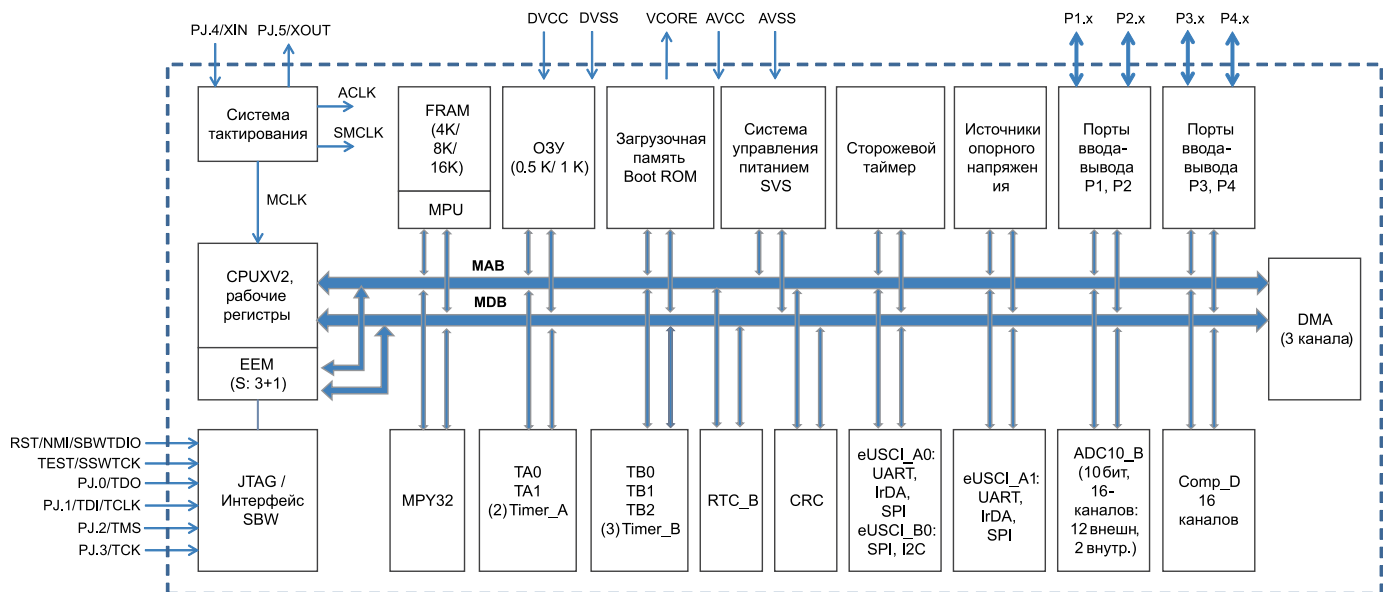 PJ.4/XIN
PJ.5/XOUT
DVCC
DVSS
VCORE
AVCC
AVSS
P1.x
P2.x
P3.x
P4.x
Система
тактирования
ACLK
SMCLK
MCLK
FRAM
(4K/
8K/
16K)
MPU
ОЗУ
(0.5 K/ 1 K)
Загрузочная
память
Boot ROM
Система
управления
питанием
SVS
Сторожевой
таймер
Источники
опорного
напряжен
ия
Порты
ввода-
вывода
P1, P2
Порты
ввода-
вывода
P3, P4
CPUXV2,
рабочие
регистры
MAB
MDB
EEM
(S: 3+1)
DMA
(3 канала)
RST/NMI/SBWTDIO
TEST/SSWTCK
PJ.0/TDO
PJ.1/TDI/TCLK
PJ.2/TMS
PJ.3/TCK
JTAG /
Интерфейс
SBW
MPY32
TA0
TA1
(2) Timer_A
TB0
TB1
TB2
(3) Timer_B
RTC_B
CRC
eUSCI_A0:
UART,
IrDA,
SPI
eUSCI_B0:
SPI, I2C
eUSCI_A1:
UART,
IrDA,
SPI
ADC10_B
(10 бит,
16-
каналов:
12 внешн,
2 внутр.)
Comp_D
16
каналов